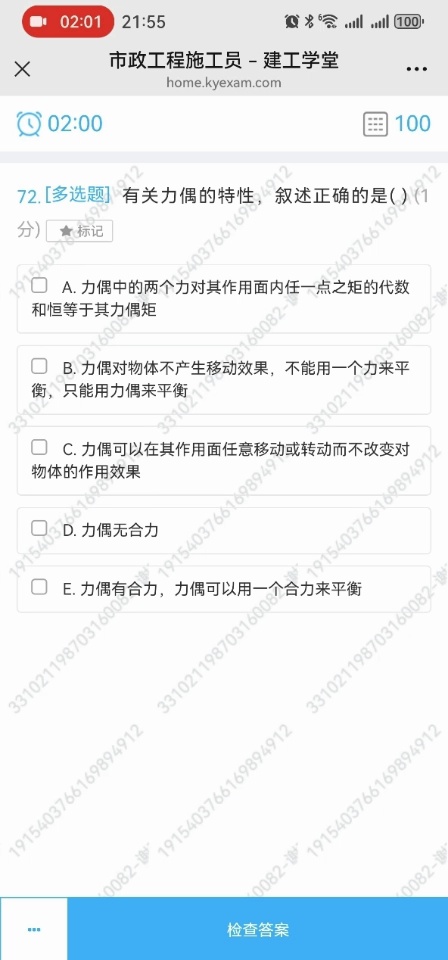 02:01 21:55 6 100
市政工程施工员 – 建工学堂
home.kyexam.com
02:00 100
72.[多选题] 有关力偶的特性，叙述正确的是( ) (1
分) ★ 标记
A. 力偶中的两个力对其作用面内任一点之矩的代数
和恒等于其力偶矩
B. 力偶对物体不产生移动效果，不能用一个力来平
衡，只能用力偶来平衡
C. 力偶可以在其作用面任意移动或转动而不改变对
物体的作用效果
D. 力偶无合力
E. 力偶有合力，力偶可以用一个合力来平衡
检查答案